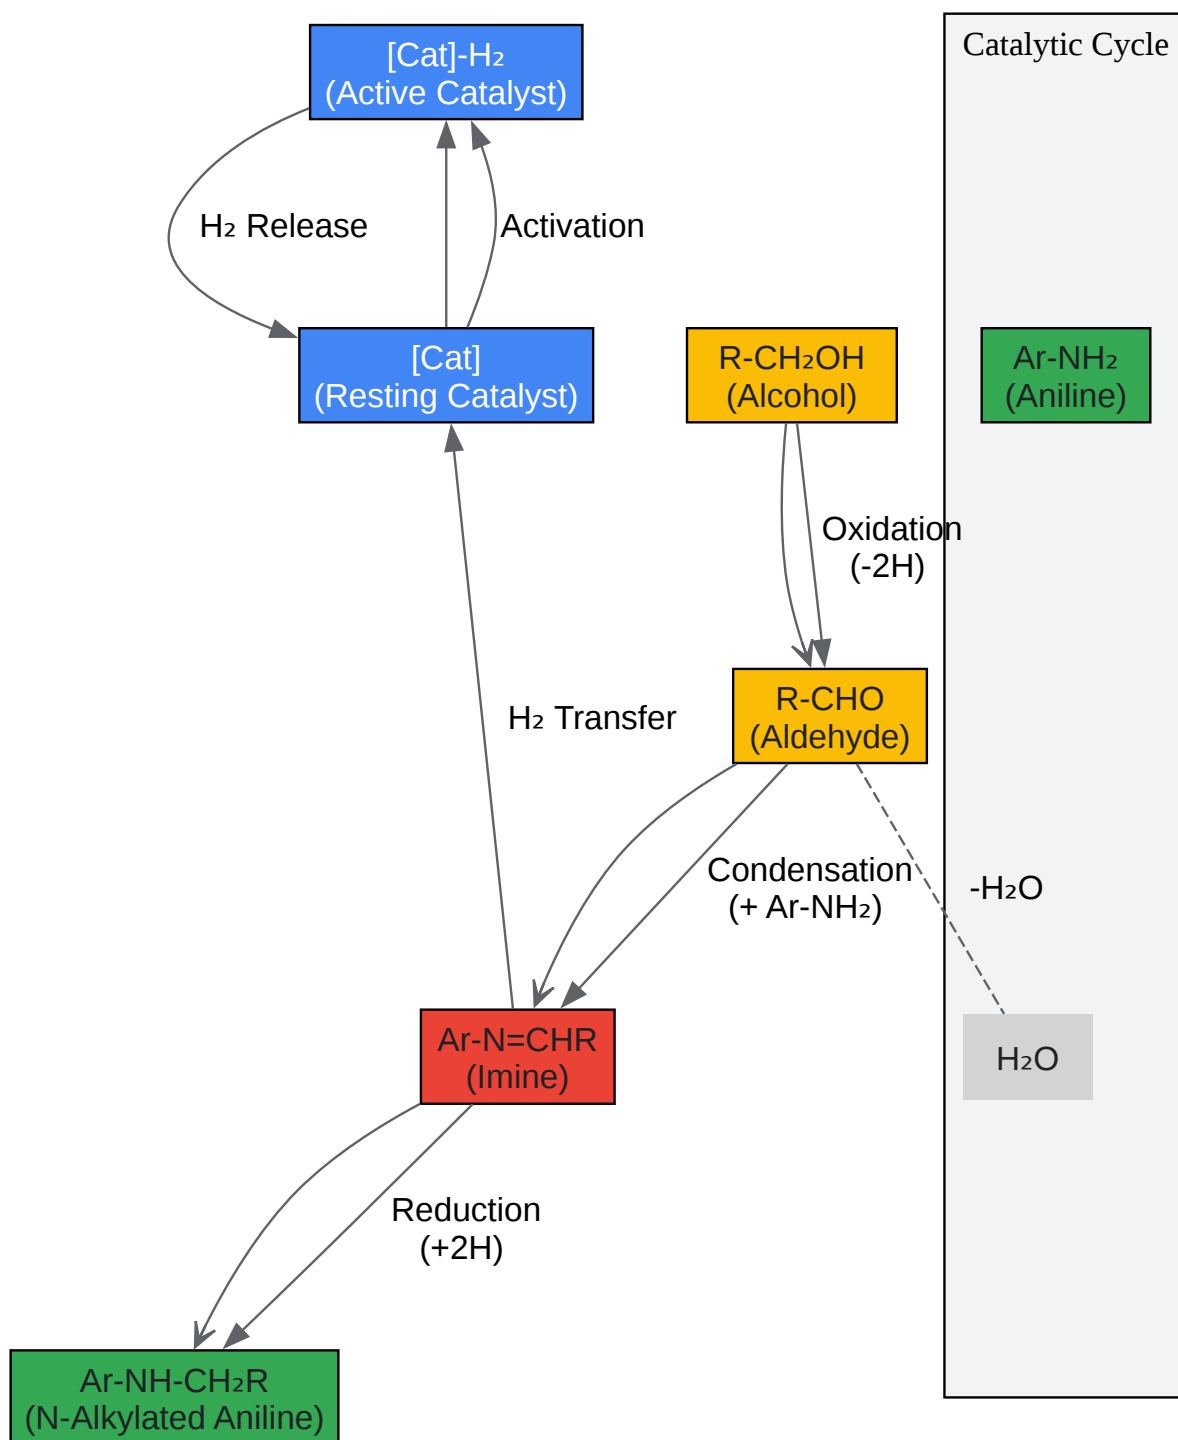 [Cat]-H₂
(Active Catalyst)
Catalytic Cycle
H₂ Release
Activation
[Cat]
(Resting Catalyst)
R-CH₂OH
(Alcohol)
Ar-NH₂
(Aniline)
Oxidation
(-2H)
R-CHO
(Aldehyde)
H₂ Transfer
Condensation
(+ Ar-NH₂)
-H₂O
Ar-N=CHR
(Imine)
H₂O
Reduction
(+2H)
Ar-NH-CH₂R
(N-Alkylated Aniline)